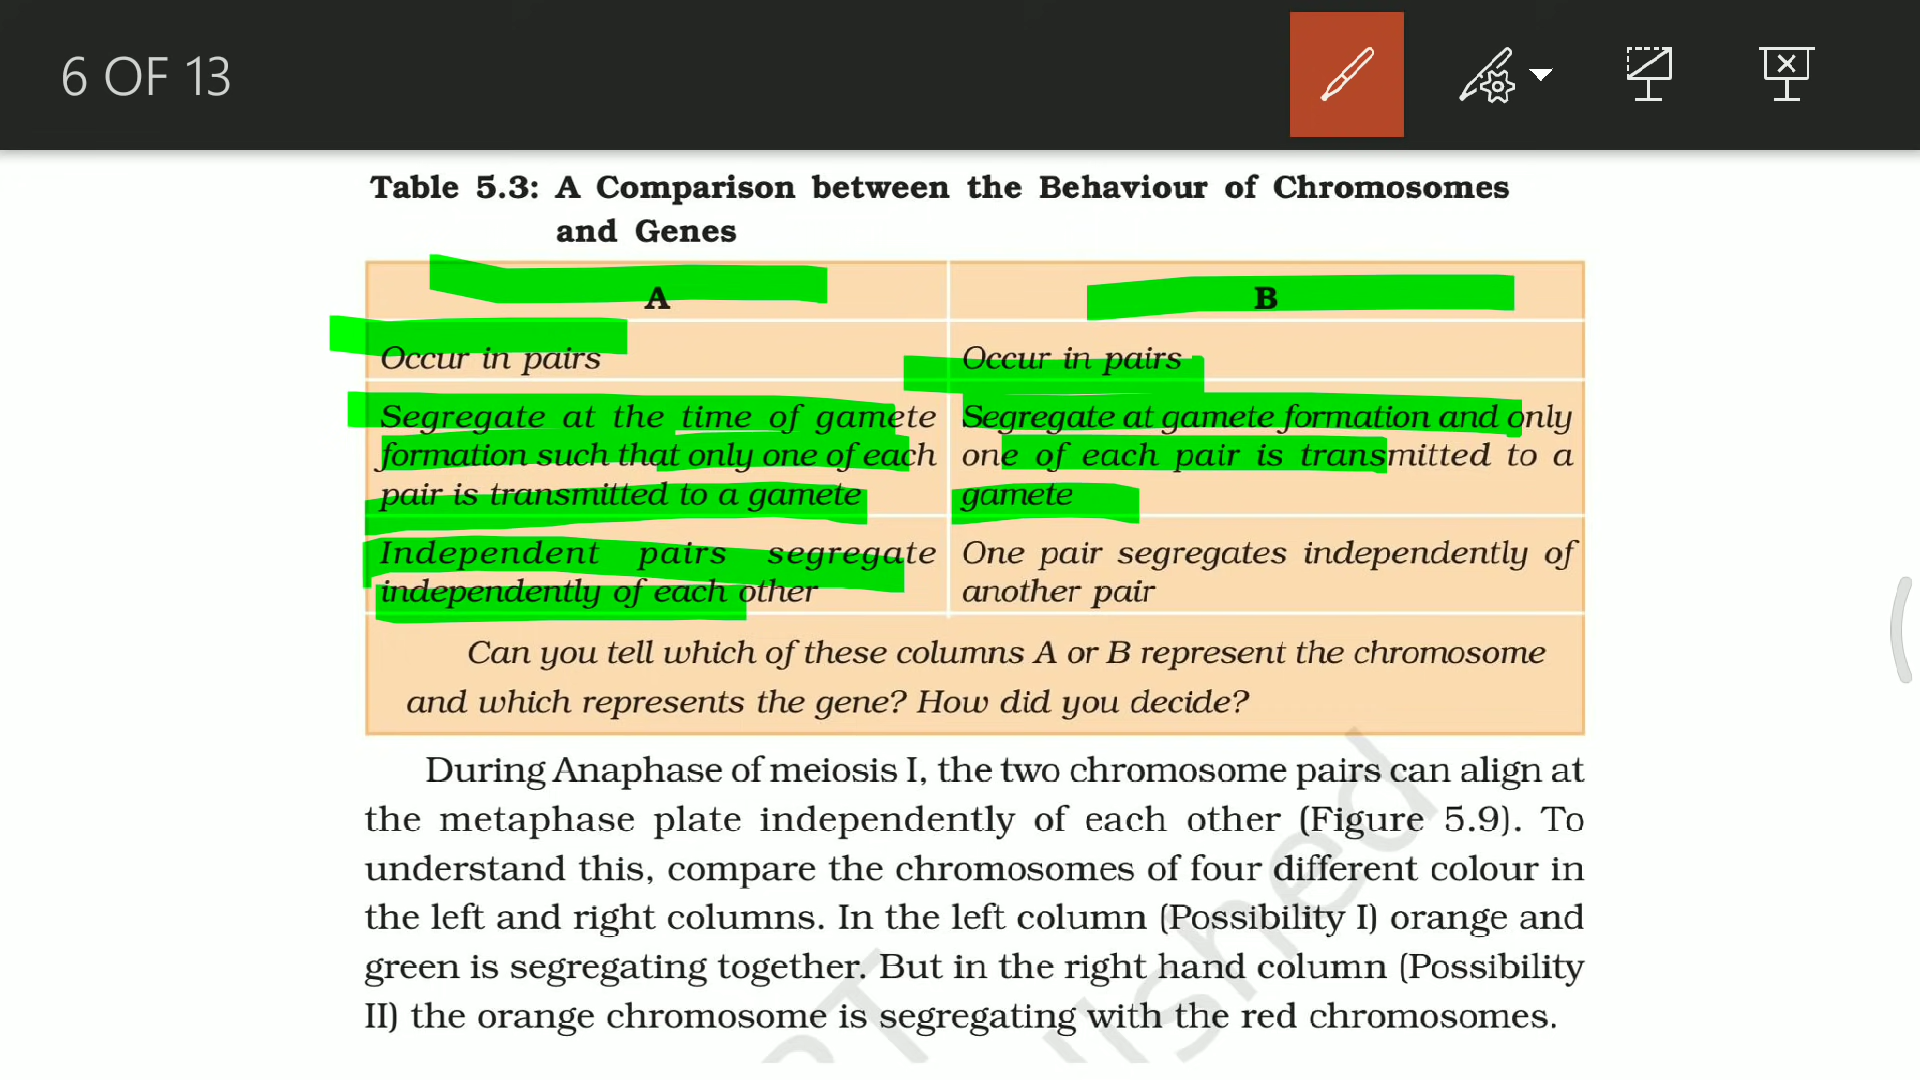 6 OF 13
Table 5.3: A Comparison between the Behaviour of Chromosomes
and Genes
A
B
Occur in pairs
Occur in pairs
Segregate at the time of gamete
formation such that only one of each
pair is transmitted to a gamete
Segregate at gamete formation and only
one of each pair is transmitted to a
gamete
Independent pairs segregate
independently of each other
One pair segregates independently of
another pair
Can you tell which of these columns A or B represent the chromosome
and which represents the gene? How did you decide?
During Anaphase of meiosis I, the two chromosome pairs can align at
the metaphase plate independently of each other (Figure 5.9). To
understand this, compare the chromosomes of four different colour in
the left and right columns. In the left column (Possibility I) orange and
green is segregating together. But in the right hand column (Possibility
II) the orange chromosome is segregating with the red chromosomes.